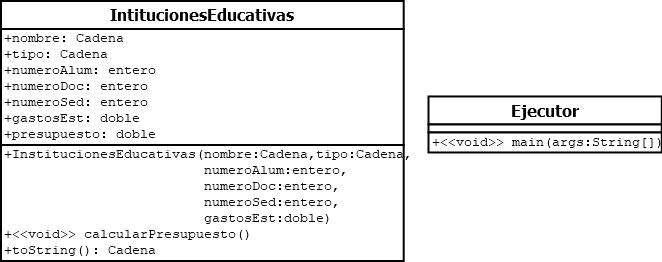 IntitucionesEducativas
+nombre: Cadena
+tipo: Cadena
+numeroAlum: entero
+numeroDoc: entero
+numeroSed: entero
+gastosEst: doble
+presupuesto: doble
+InstitucionesEducativas(nombre:Cadena,tipo:Cadena,
numeroAlum:entero,
numeroDoc:entero,
numeroSed:entero,
gastosEst:doble)
+<<void>> calcularPresupuesto()
+toString(): Cadena
Ejecutor
+<<void>> main(args:String[])